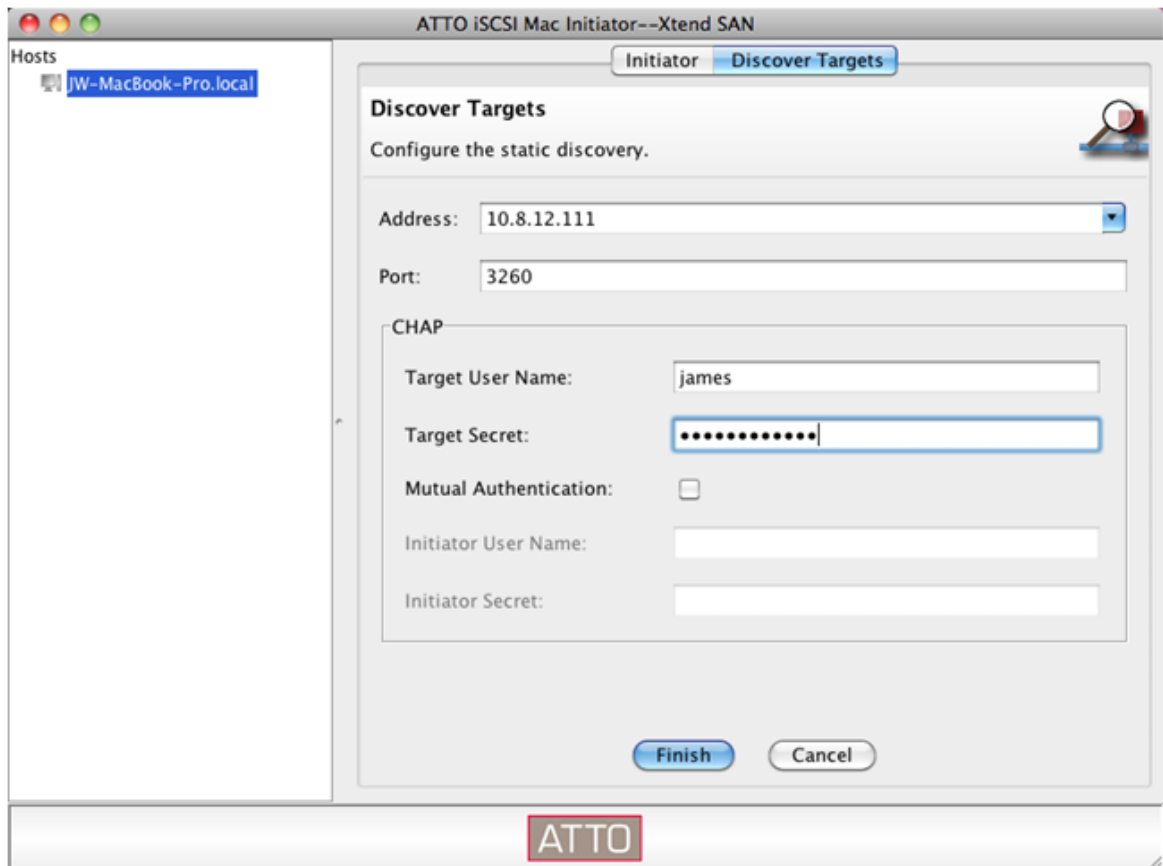 ATTO iSCSI Mac Initiator--Xtend SAN
Hosts
JW-MacBook-Pro.local
Initiator Discover Targets
Discover Targets
Configure the static discovery.
Address: 10.8.12.111
Port: 3260
CHAP
Target User Name: james
Target Secret: ••••••••••••
Mutual Authentication:
Initiator User Name:
Initiator Secret:
Finish Cancel
ATTO